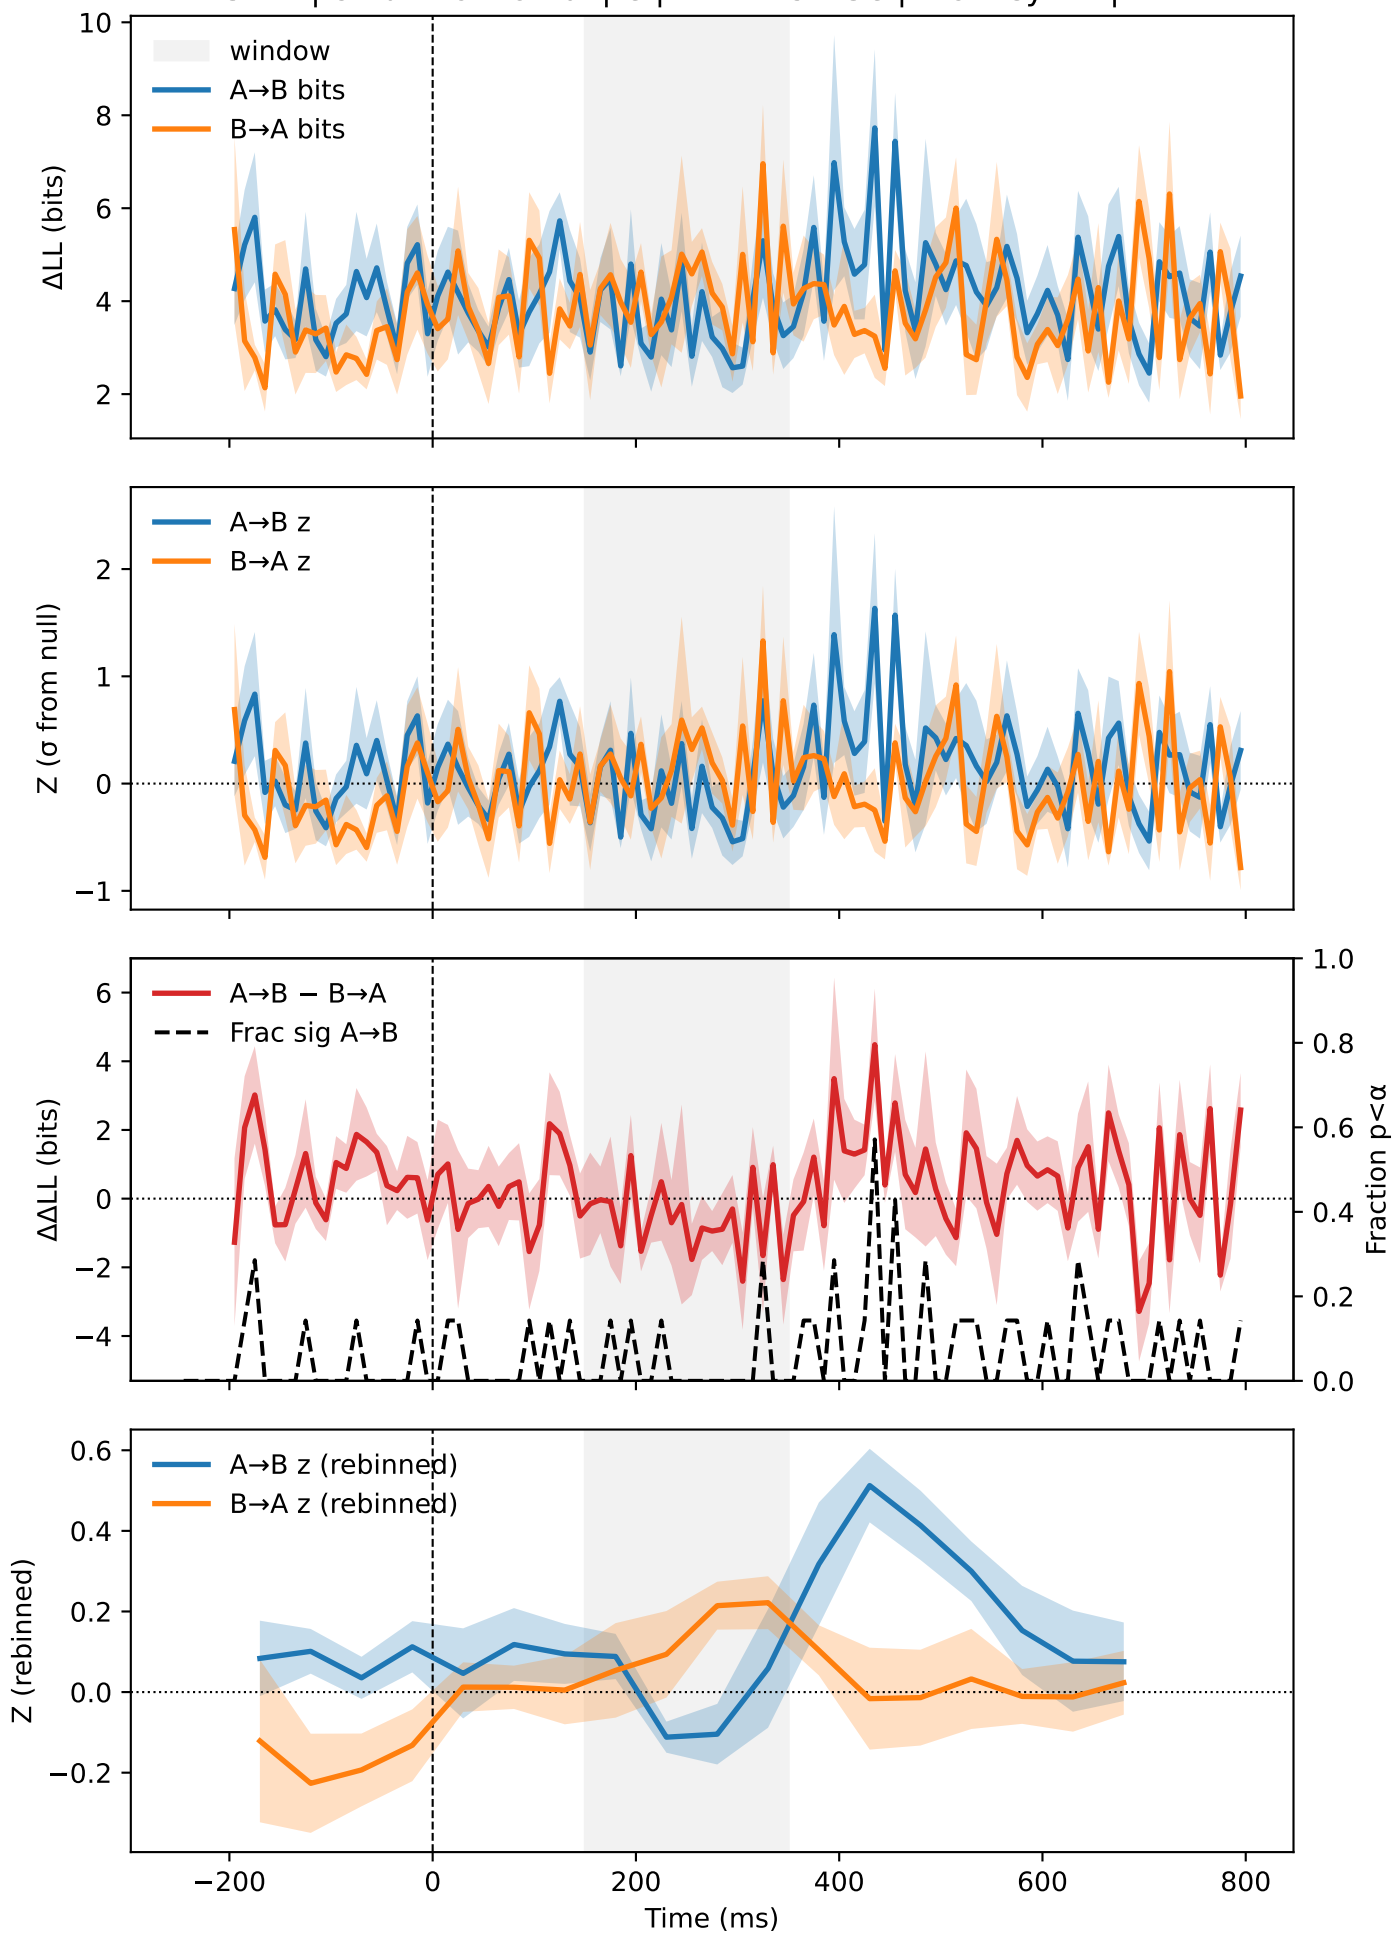 10
8
6
4
2
ΔLL (bits)
window
A→B bits
B→A bits
2
1
0
−1
Z (σ from null)
A→B z
B→A z
6
4
2
0
−2
−4
ΔΔLL (bits)
A→B − B→A
Frac sig A→B
1.0
0.8
0.6
0.4
0.2
0.0
Fraction p<α
0.6
0.4
0.2
0.0
−0.2
Z (rebinned)
A→B z (rebinned)
B→A z (rebinned)
−200 0 200 400 600 800
Time (ms)